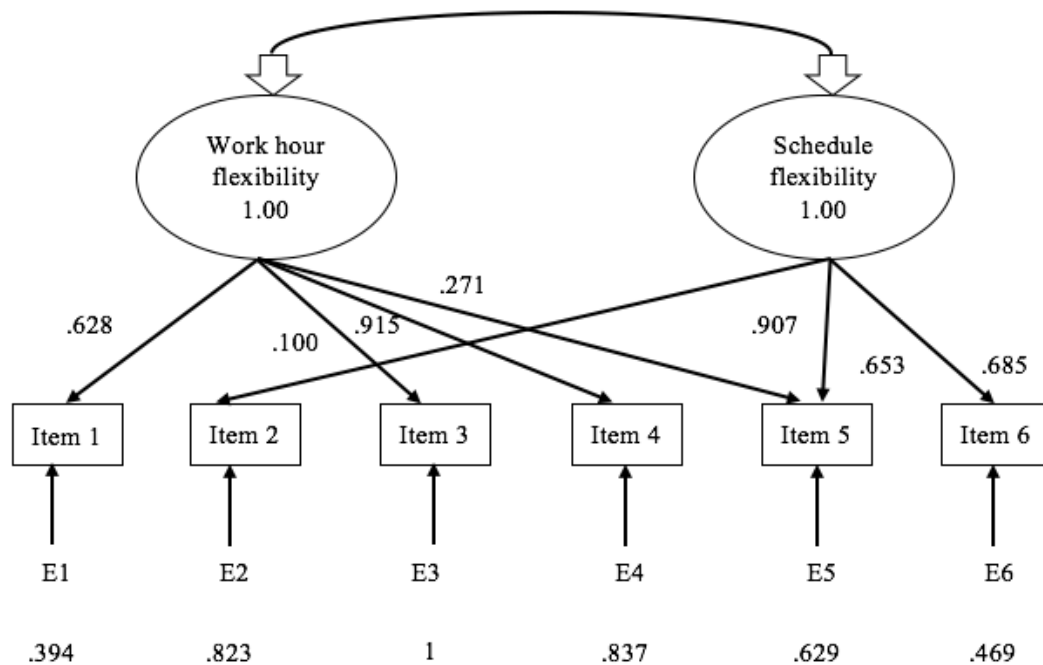 Work hour
flexibility
1.00
Schedule
flexibility
1.00
.271
.628
.915
.907
.100
.653
.685
Item 1
Item 2
Item 3
Item 4
Item 5
Item 6
E1
E2
E3
E4
E5
E6
.394
.823
1
.837
.629
.469